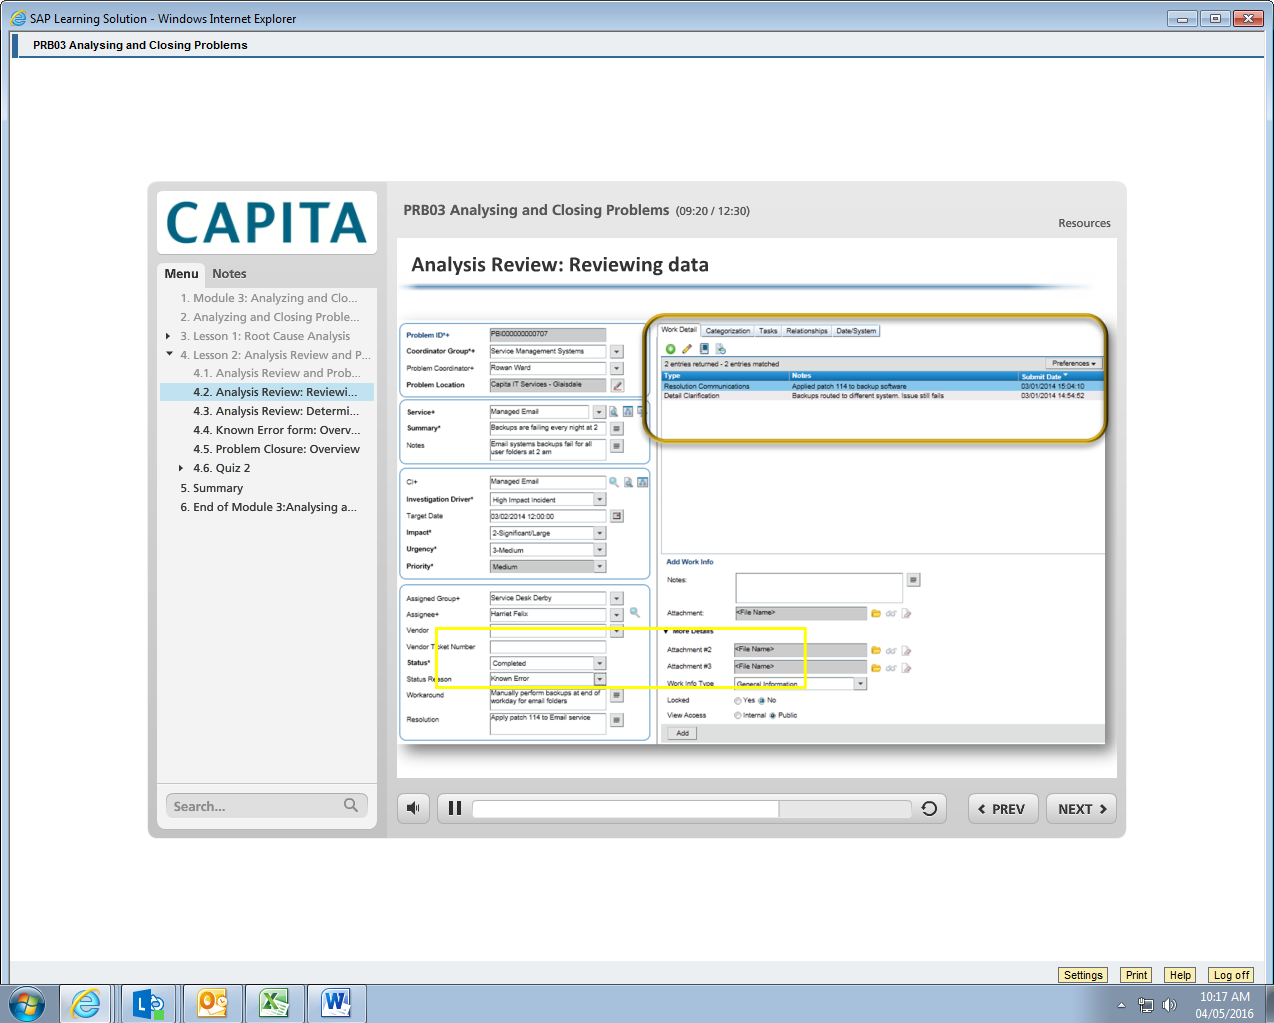 SAP Learning Solution - Windows Internet Explorer
PRB03 Analysing and Closing Problems
CAPITA
PRB03 Analysing and Closing Problems (09:20 / 12:30)
Resources
Menu Notes
1. Module 3: Analyzing and Clo...
2. Analyzing and Closing Proble...
3. Lesson 1: Root Cause Analysis
4. Lesson 2: Analysis Review and P...
4.1. Analysis Review and Prob...
4.2. Analysis Review: Reviewi...
4.3. Analysis Review: Determi...
4.4. Known Error form: Overv...
4.5. Problem Closure: Overview
4.6. Quiz 2
5. Summary
6. End of Module 3:Analysing a...
Search...
Analysis Review: Reviewing data
Problem ID*+ PBI000000000707
Coordinator Group*+ Service Management Systems
Problem Coordinator+ Rowan Ward
Problem Location Capita IT Services - Glaisdale
Service+ Managed Email
Summary* Backups are failing every night at 2
Notes Email systems backups fail for all
user folders at 2 am
CI+ Managed Email
Investigation Driver* High Impact Incident
Target Date 03/02/2014 12:00:00
Impact* 2-Significant/Large
Urgency* 3-Medium
Priority* Medium
Assigned Group+ Service Desk Derby
Assignee+ Harriet Felix
Vendor
Vendor Ticket Number
Status* Completed
Status Reason Known Error
Workaround Manually perform backups at end of
workday for email folders
Resolution Apply patch 114 to Email service
Work Detail Categorization Tasks Relationships Date/System
2 entries returned - 2 entries matched Preferences
Type Notes Submit Date
Resolution Communications Applied patch 114 to backup software 03/01/2014 15:04:10
Detail Clarification Backups routed to different system. Issue still fails 03/01/2014 14:54:52
Add Work Info
Notes:
Attachment: <File Name>
More Details
Attachment #2 <File Name>
Attachment #3 <File Name>
Work Info Type General Information
Locked Yes No
View Access Internal Public
Add
PREV NEXT
Settings Print Help Log off
10:17 AM
04/05/2016